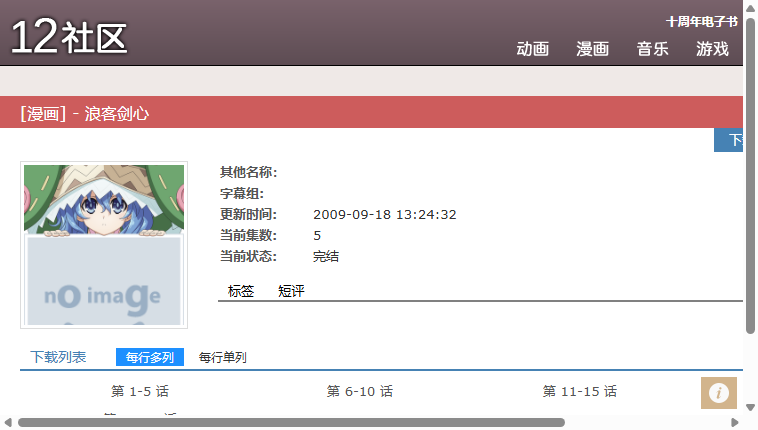 12社区
十周年电子书
动画 漫画 音乐 游戏
[漫画] - 浪客剑心
其他名称:
字幕组:
更新时间: 2009-09-18 13:24:32
当前集数: 5
当前状态: 完结
no image
标签 短评
下载列表 每行多列 每行单列
第 1-5 话 第 6-10 话 第 11-15 话